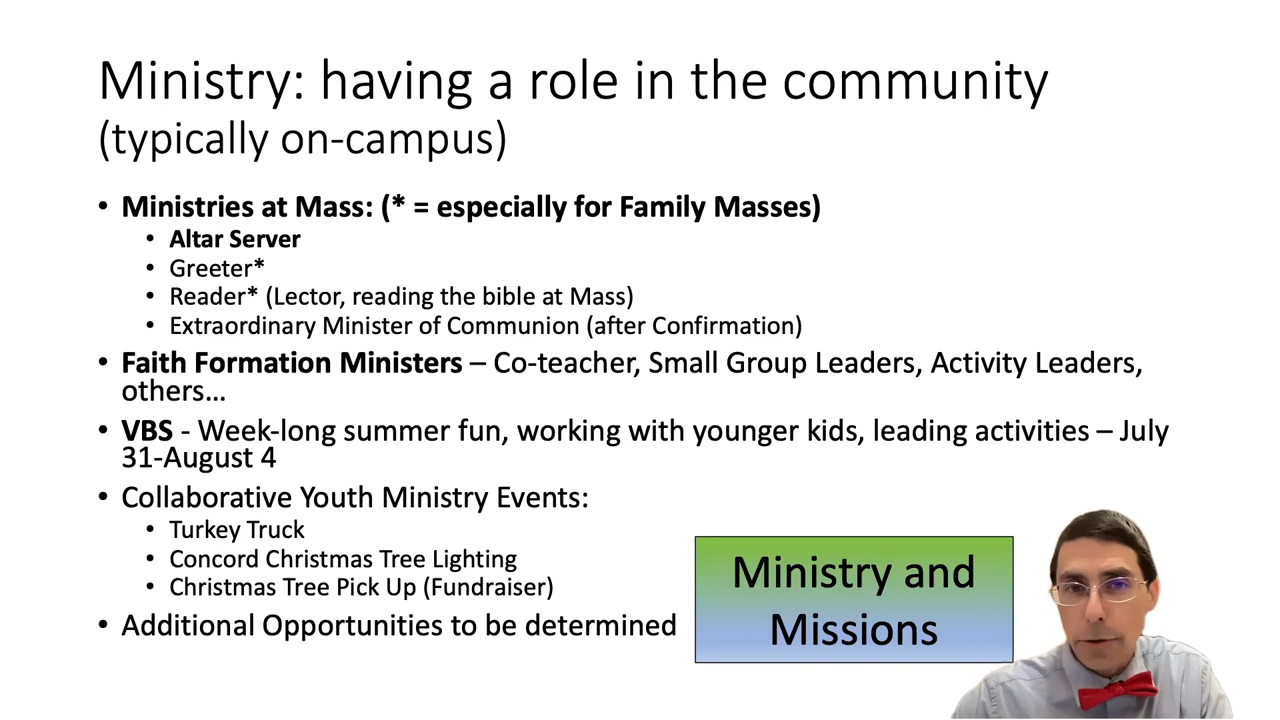 Ministry: having a role in the community
(typically on-campus)
• Ministries at Mass: (* = especially for Family Masses)
• Altar Server
• Greeter*
• Reader* (Lector, reading the bible at Mass)
• Extraordinary Minister of Communion (after Confirmation)
• Faith Formation Ministers – Co-teacher, Small Group Leaders, Activity Leaders,
others…
• VBS - Week-long summer fun, working with younger kids, leading activities – July
31-August 4
• Collaborative Youth Ministry Events:
• Turkey Truck
• Concord Christmas Tree Lighting
• Christmas Tree Pick Up (Fundraiser)
• Additional Opportunities to be determined
Ministry and
Missions